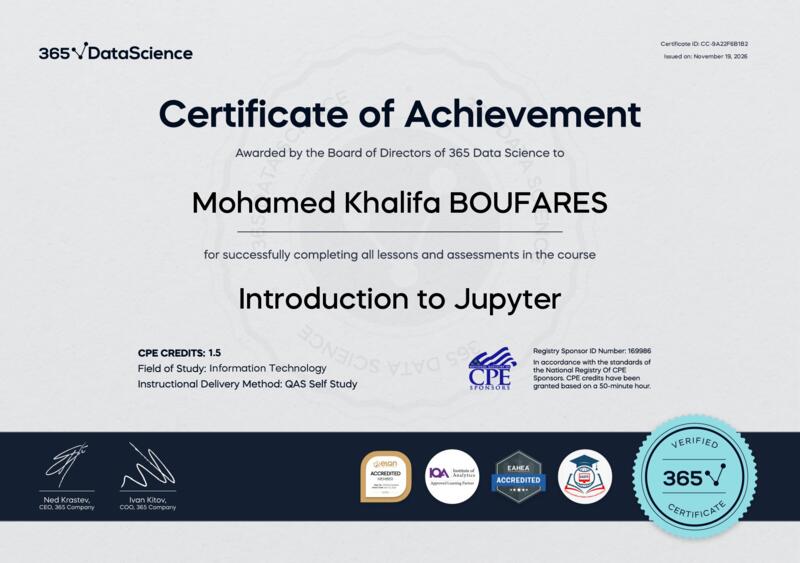 365 DataScience
Certificate ID: CC-9A22F6B1B2
Issued on: November 19, 2026
Certificate of Achievement
Awarded by the Board of Directors of 365 Data Science to
Mohamed Khalifa BOUFARES
for successfully completing all lessons and assessments in the course
Introduction to Jupyter
CPE CREDITS: 1.5
Field of Study: Information Technology
Instructional Delivery Method: QAS Self Study
CPE
SPONSORS
Registry Sponsor ID Number: 169986
In accordance with the standards of
the National Registry Of CPE
Sponsors. CPE credits have been
granted based on a 50-minute hour.
Ned Krastev,
CEO, 365 Company
Ivan Kitov,
COO, 365 Company
ACCREDITED
MEMBER
IOA Institute of
Analytics
Approved Learning Partner
EAHEA
ACCREDITED
VERIFIED
365
CERTIFICATE
365 DATA SCIENCE